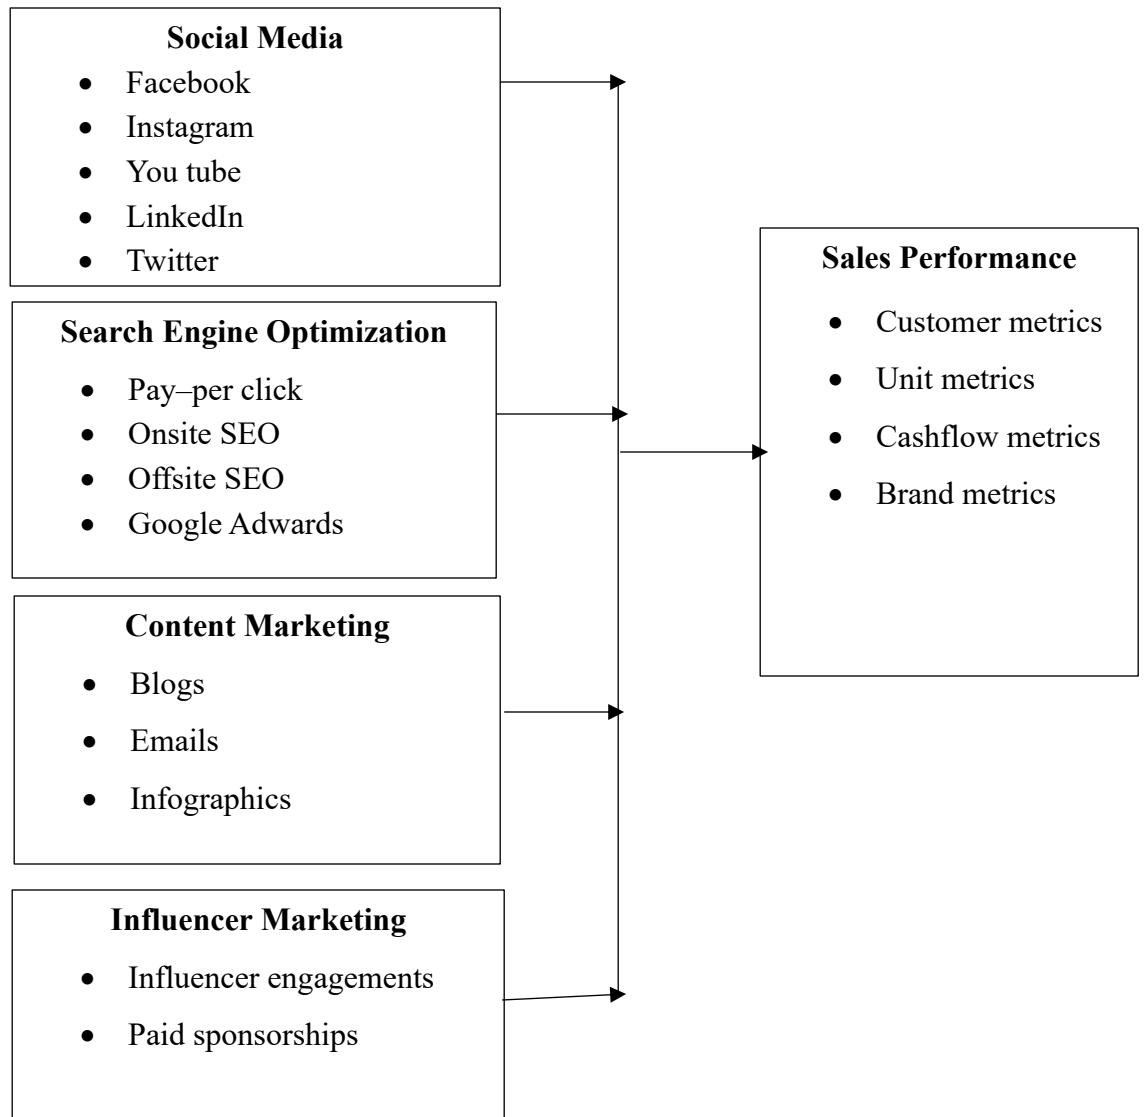 Social Media
• Facebook
• Instagram
• You tube
• LinkedIn
• Twitter
Search Engine Optimization
• Pay–per click
• Onsite SEO
• Offsite SEO
• Google Adwards
Content Marketing
• Blogs
• Emails
• Infographics
Influencer Marketing
• Influencer engagements
• Paid sponsorships
Sales Performance
• Customer metrics
• Unit metrics
• Cashflow metrics
• Brand metrics